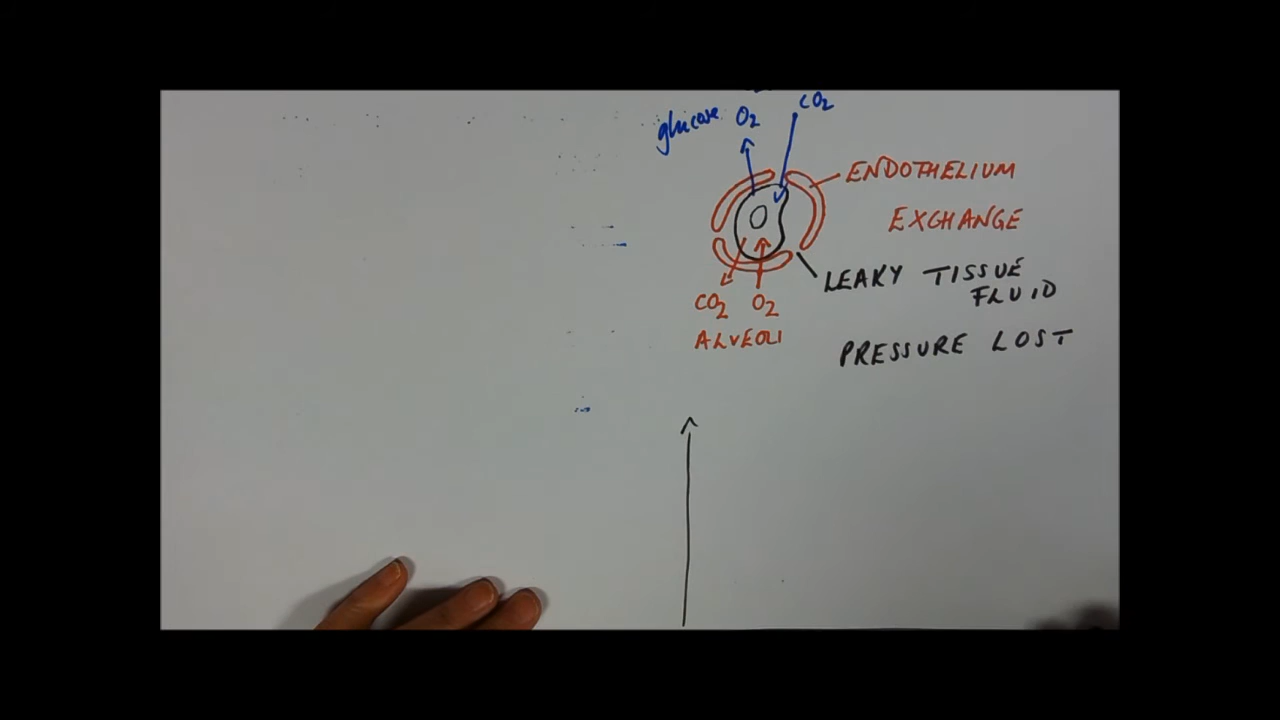 glucose O2 CO2
ENDOTHELIUM
EXCHANGE
LEAKY TISSUE
FLUID
CO2 O2
ALVEOLI
PRESSURE LOST